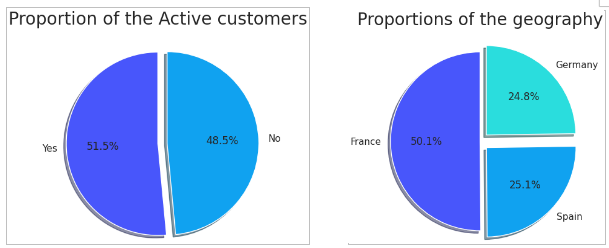 Proportion of the Active customers
Yes
51.5%
48.5%
No
Proportions of the geography
Germany
24.8%
France
50.1%
25.1%
Spain